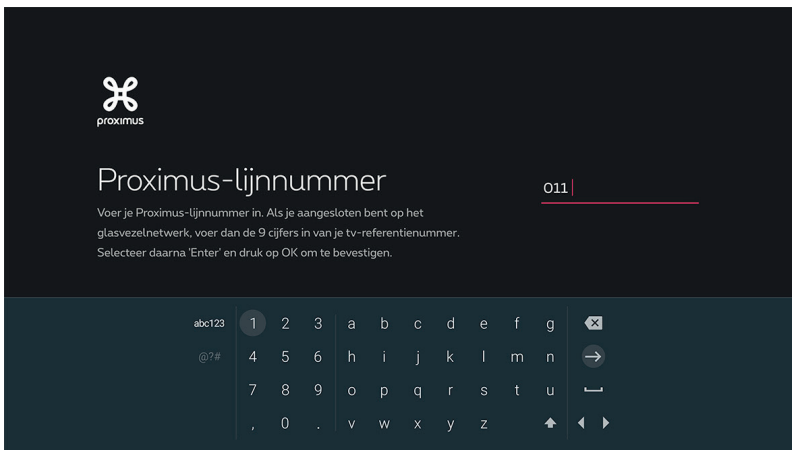 proximus
Proximus-lijnnummer
011
Voer je Proximus-lijnnummer in. Als je aangesloten bent op het
glasvezelnetwerk, voer dan de 9 cijfers in van je tv-referentienummer.
Selecteer daarna 'Enter' en druk op OK om te bevestigen.
abc123 1 2 3 a b c d e f g
@?# 4 5 6 h i j k l m n
7 8 9 o p q r s t u
, 0 . v w x y z